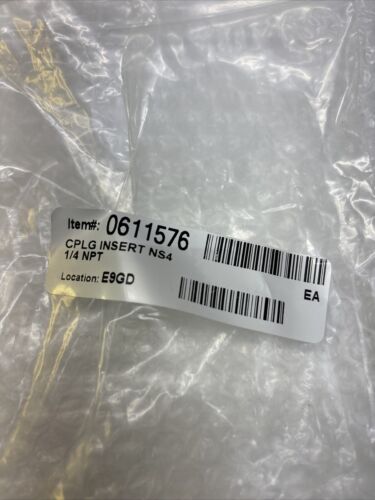 Item#: 0611576
CPLG INSERT NS4
1/4 NPT
Location: E9GD
EA